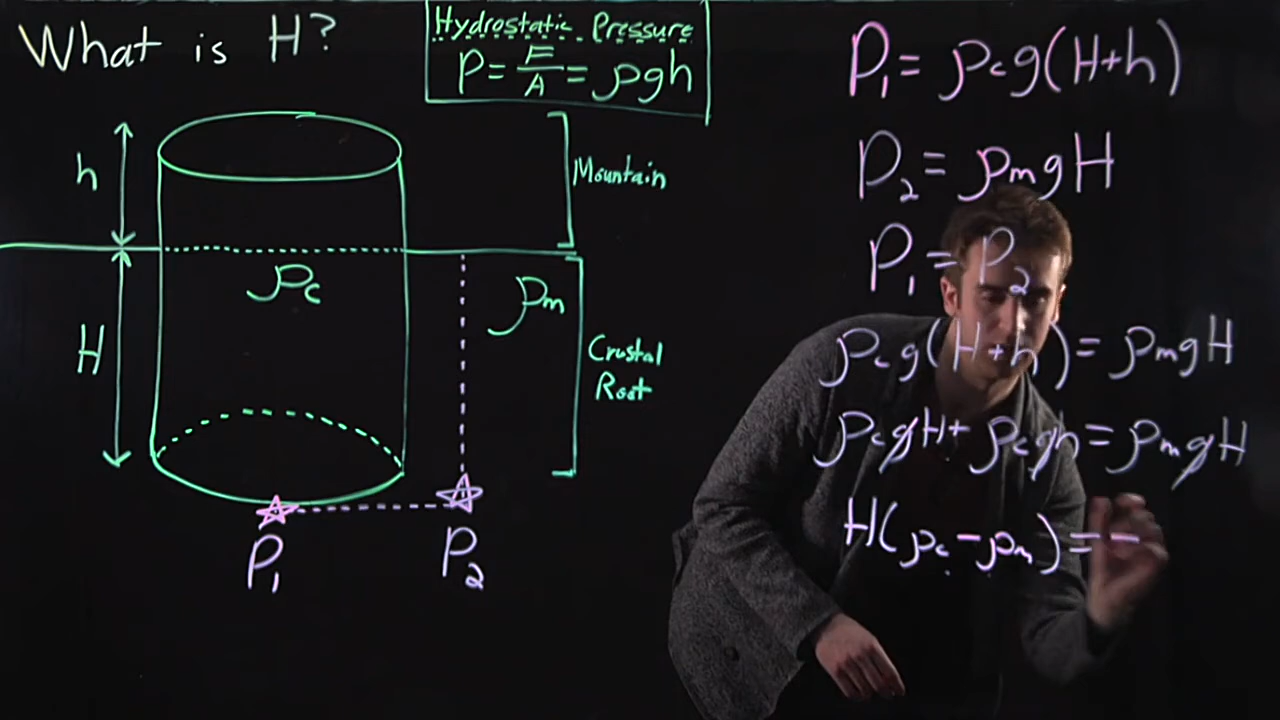 What is H?
Hydrostatic Pressure
P = F/A = ρgh
h
Mountain
ρc
ρm
H
Crustal
Root
P₁
P₂
P₁ = ρcg(H+h)
P₂ = ρmgH
P₁ = P₂
ρcg(H+h) = ρmgH
ρcgH + ρcgh = ρmgH
H(ρc - ρm) = -